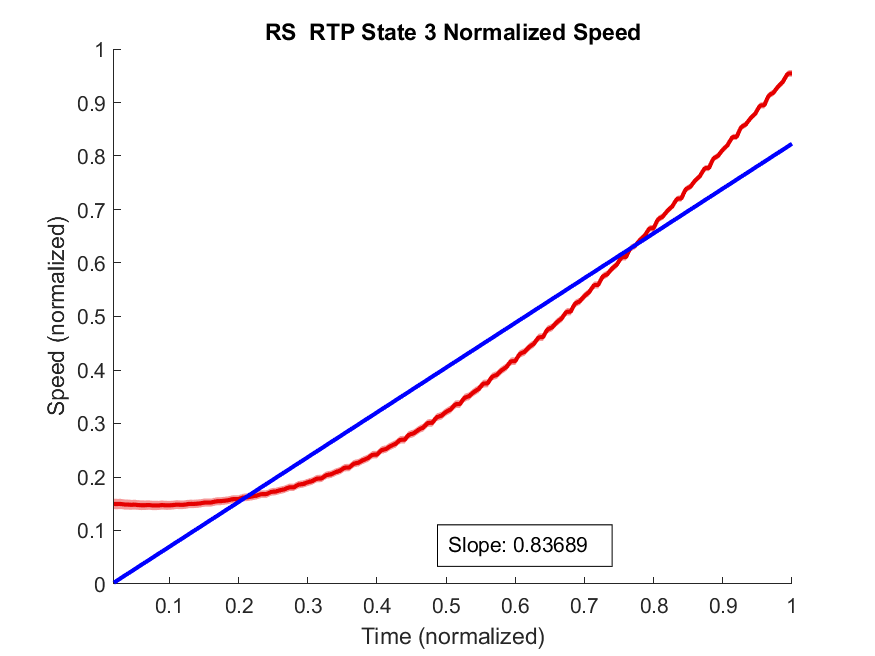 RS  RTP State 3 Normalized Speed
1
0.9
0.8
0.7
0.6
0.5
0.4
0.3
0.2
0.1
0
Speed (normalized)
Slope: 0.83689
0.1 0.2 0.3 0.4 0.5 0.6 0.7 0.8 0.9 1
Time (normalized)